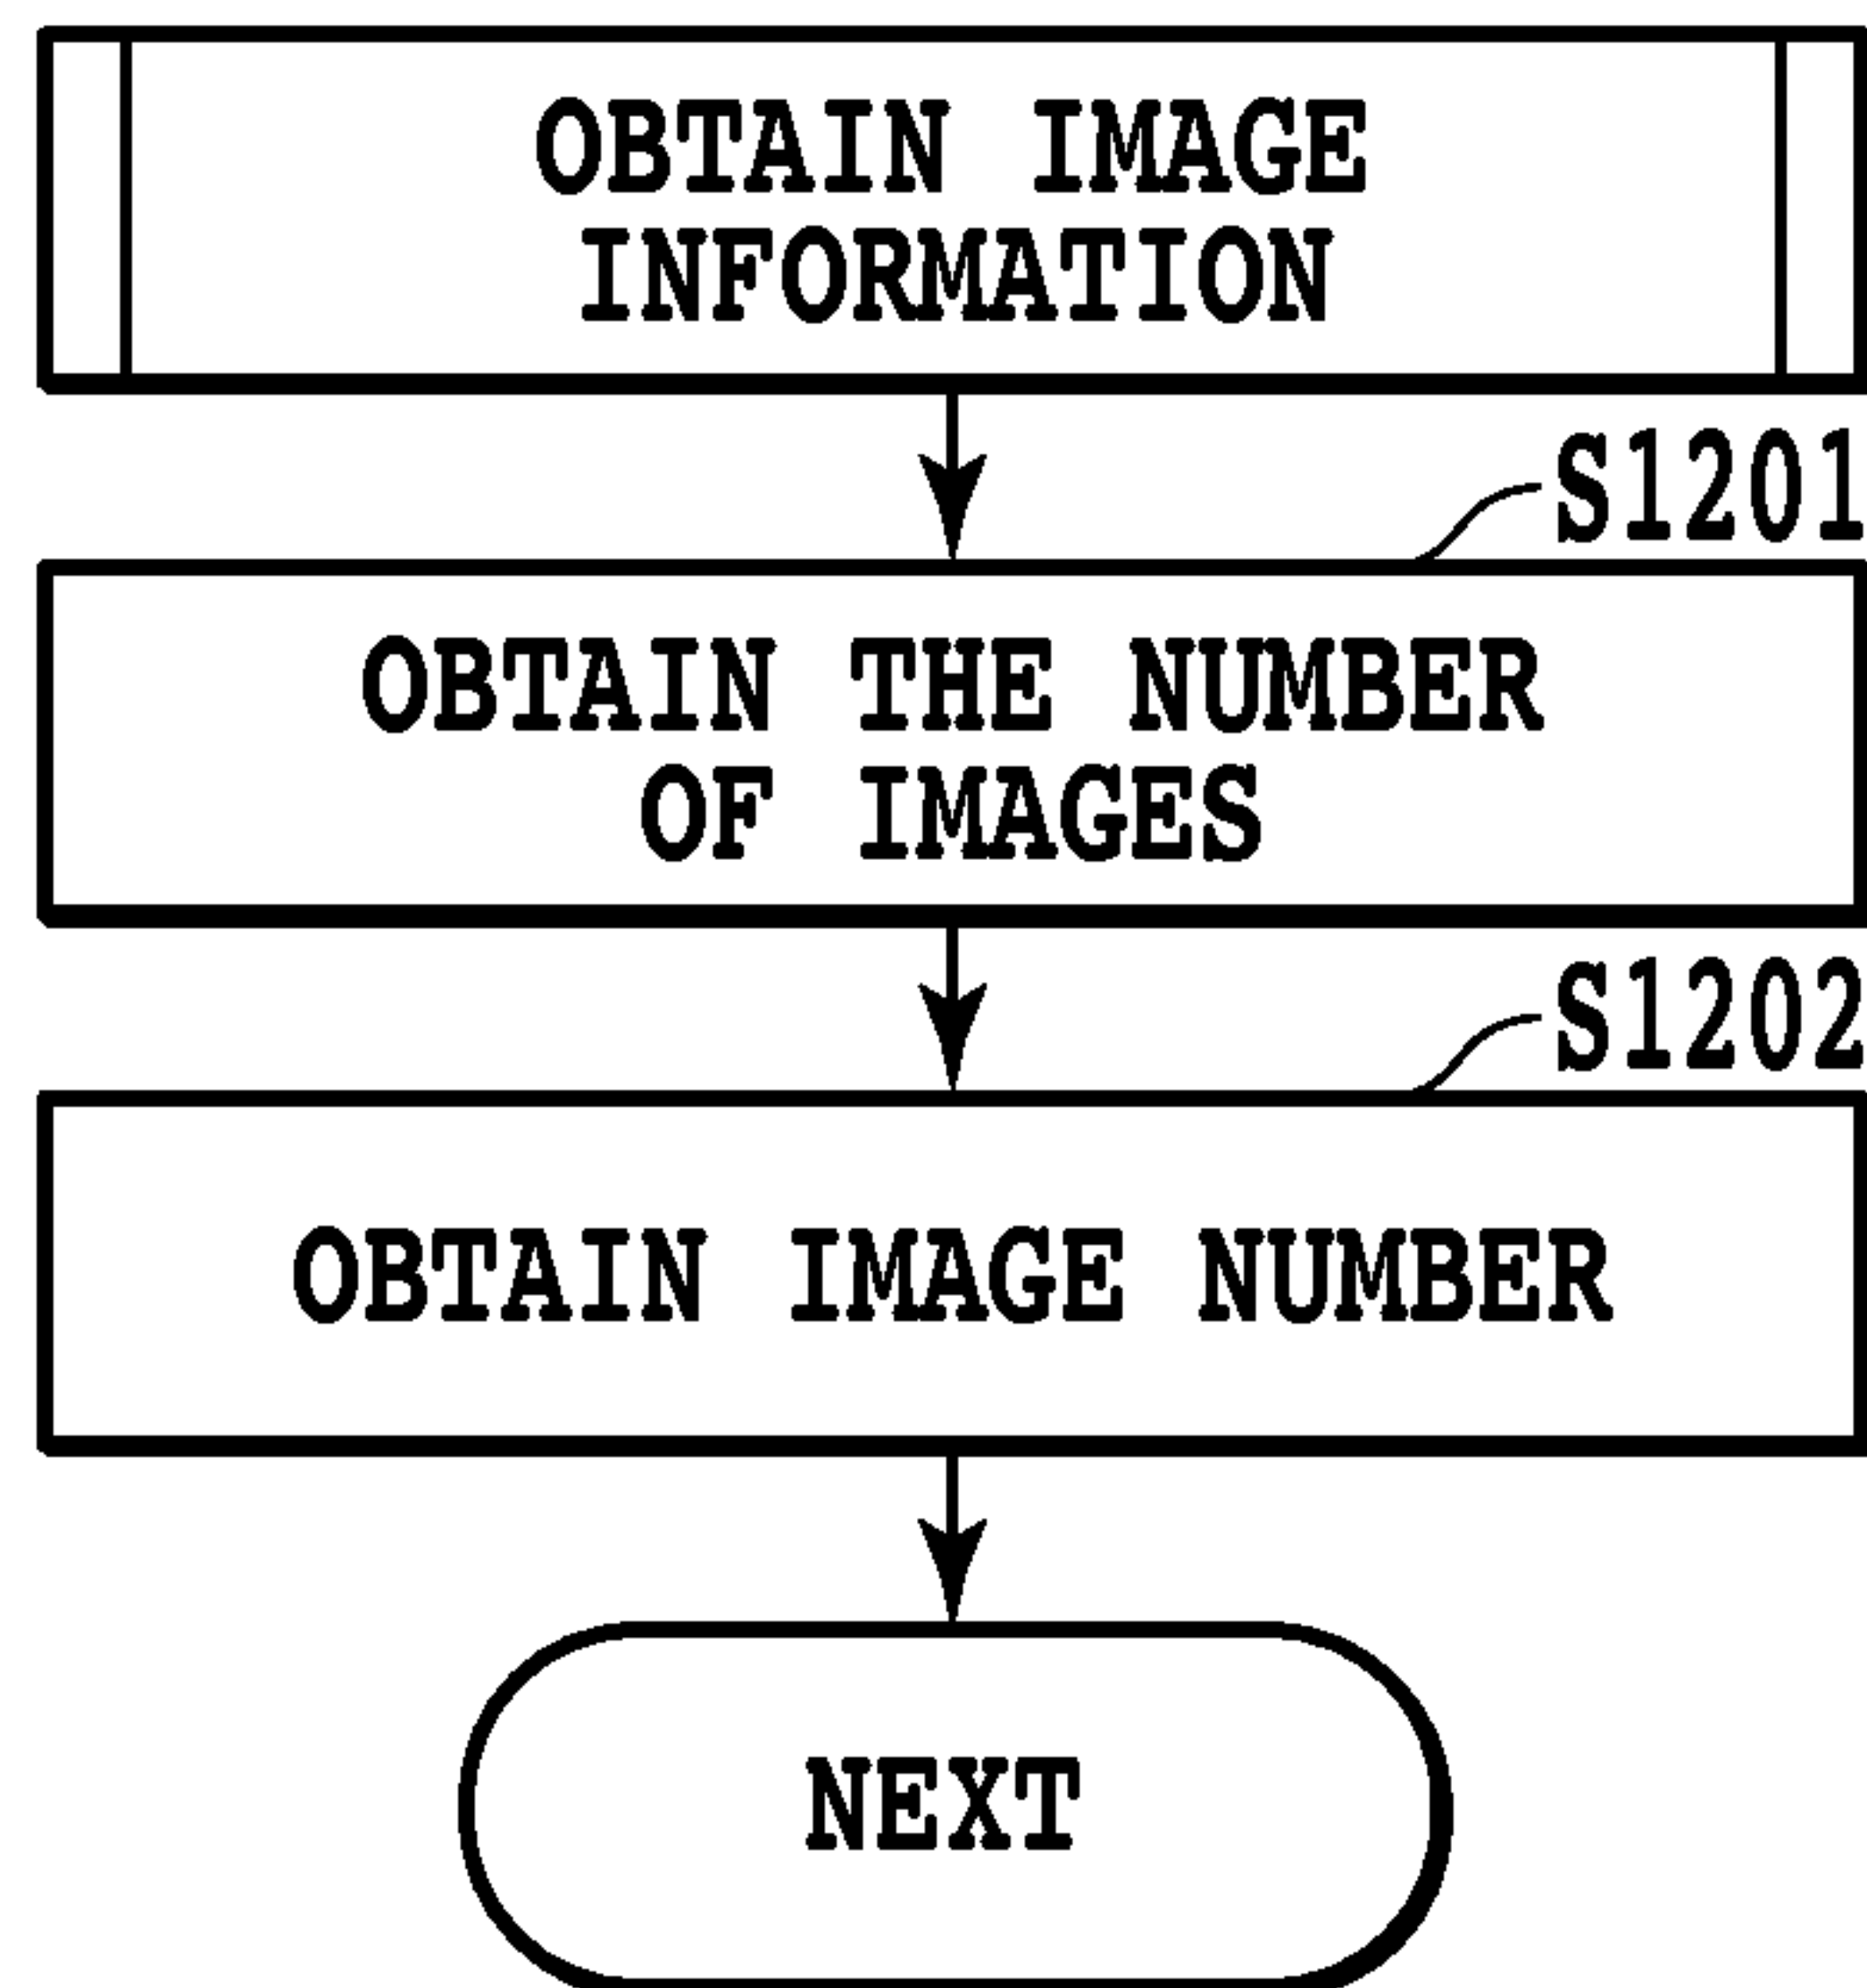 OBTAIN IMAGE
INFORMATION
S1201
OBTAIN THE NUMBER
OF IMAGES
S1202
OBTAIN IMAGE NUMBER
NEXT